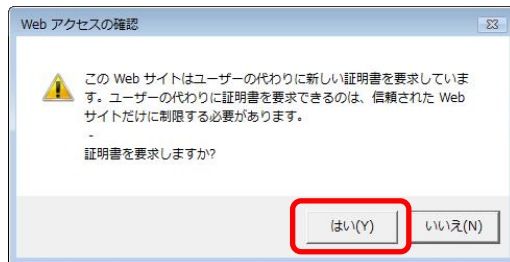 Web アクセスの確認
この Web サイトはユーザーの代わりに新しい証明書を要求していま
す。ユーザーの代わりに証明書を要求できるのは、信頼された Web
サイトだけに制限する必要があります。
-
証明書を要求しますか?
はい(Y) いいえ(N)